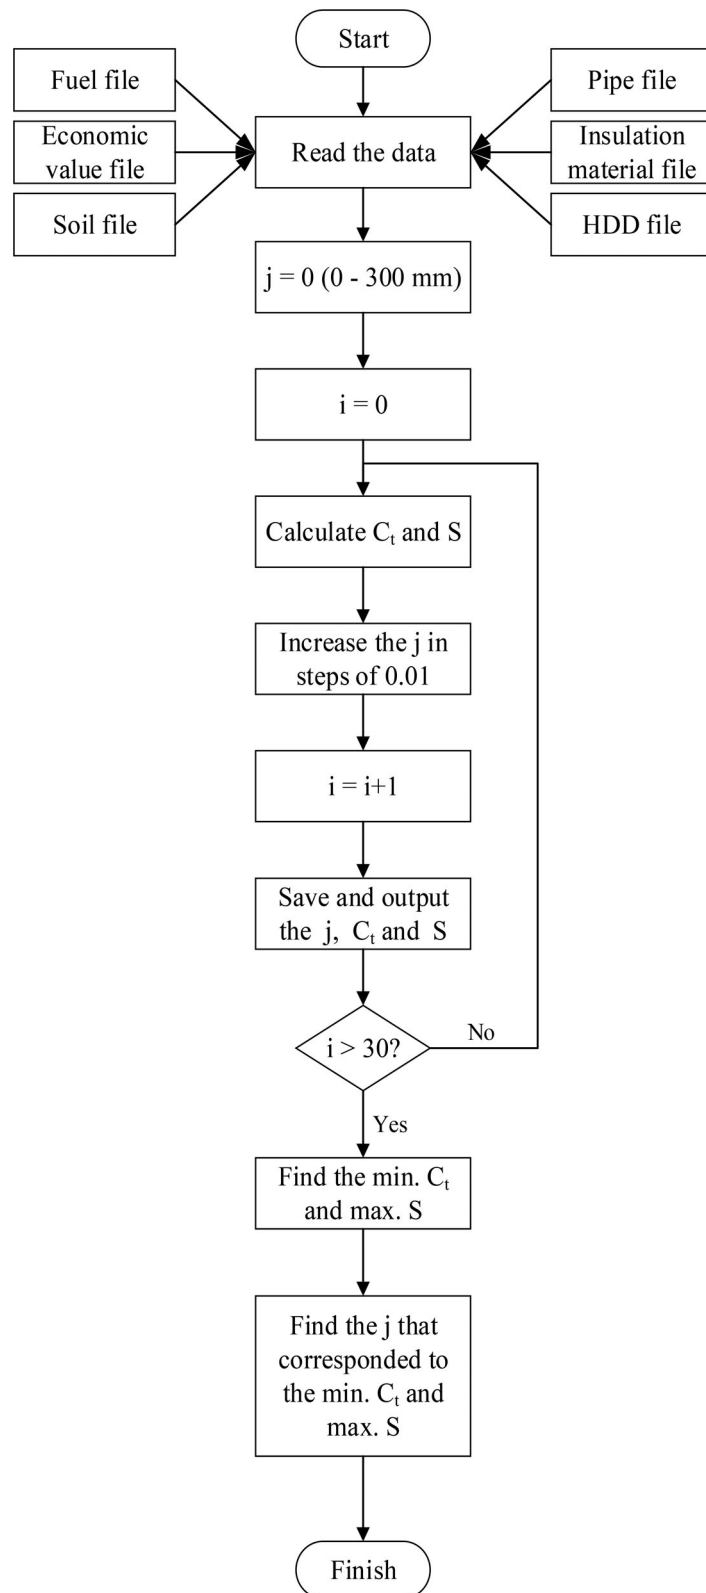 Start
Fuel file
Economic
value file
Soil file
Read the data
Pipe file
Insulation
material file
HDD file
j = 0 (0 - 300 mm)
i = 0
Calculate Cₜ and S
Increase the j in
steps of 0.01
i = i+1
Save and output
the j, Cₜ and S
i > 30?
No
Yes
Find the min. Cₜ
and max. S
Find the j that
corresponded to
the min. Cₜ and
max. S
Finish